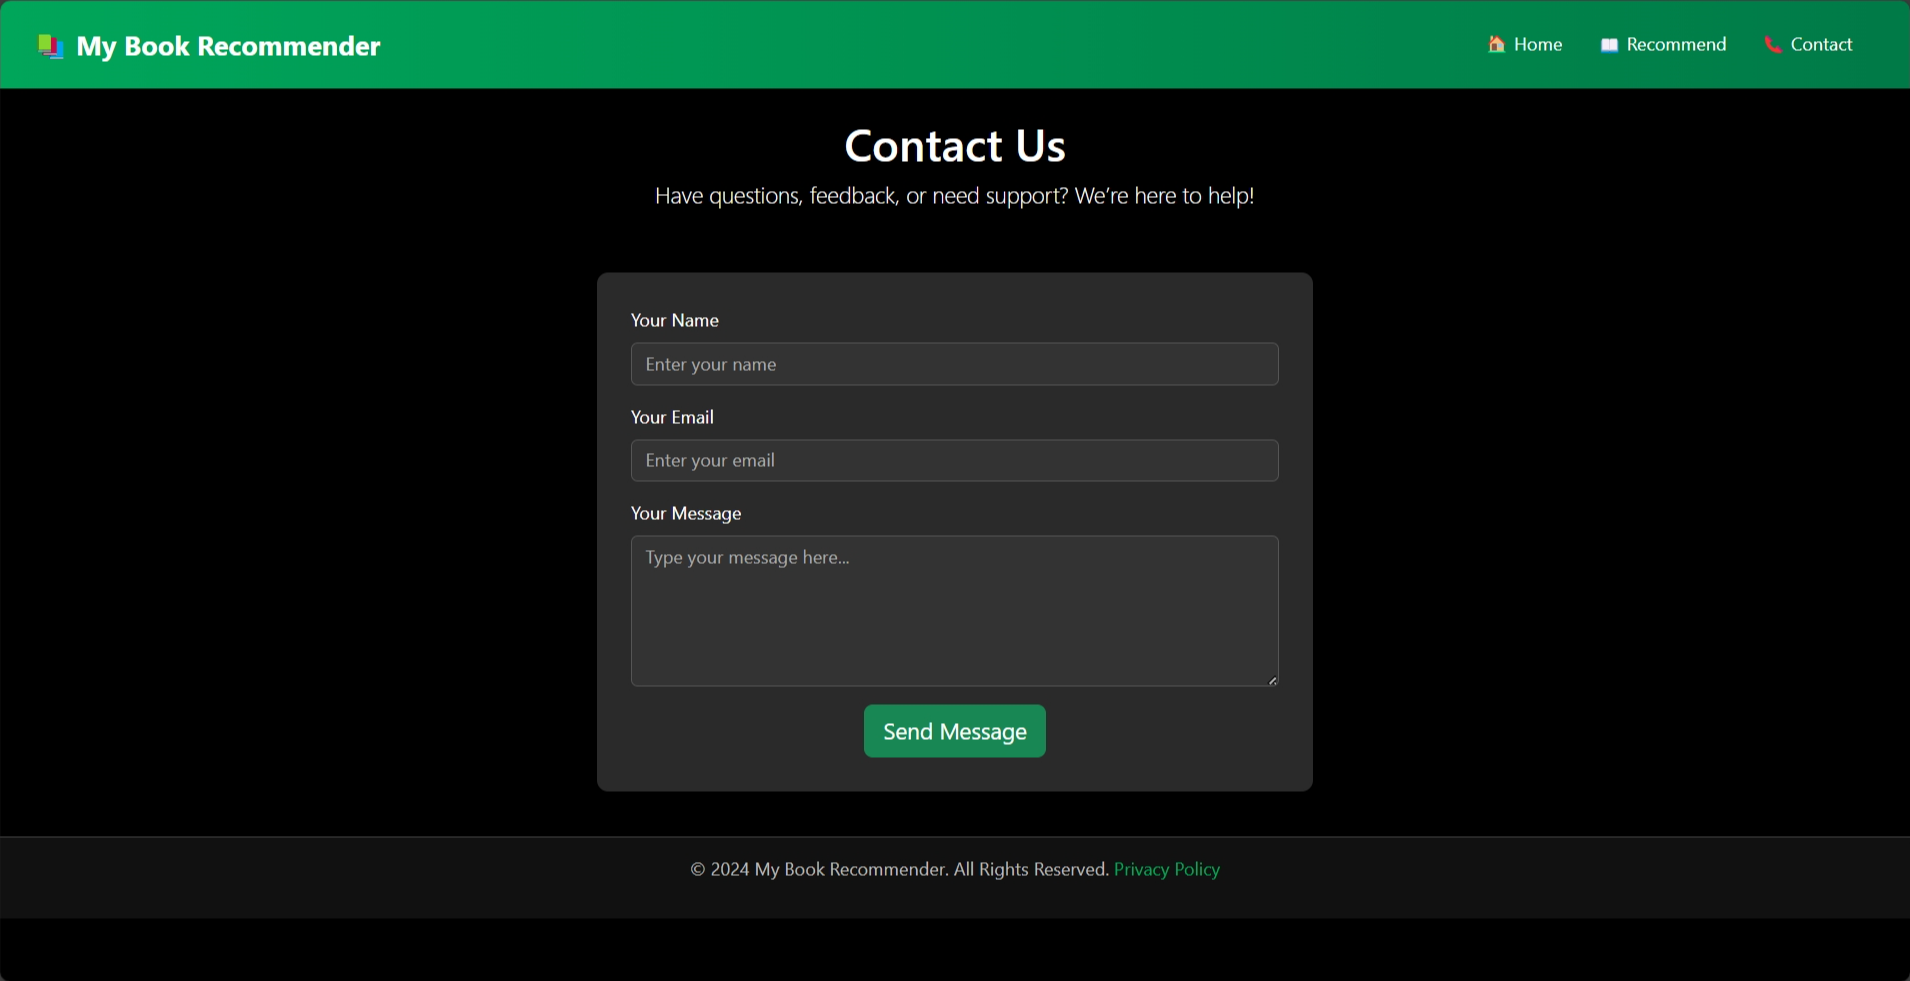 My Book Recommender
Home
Recommend
Contact
Contact Us
Have questions, feedback, or need support? We’re here to help!
Your Name
Enter your name
Your Email
Enter your email
Your Message
Type your message here...
Send Message
© 2024 My Book Recommender. All Rights Reserved. Privacy Policy